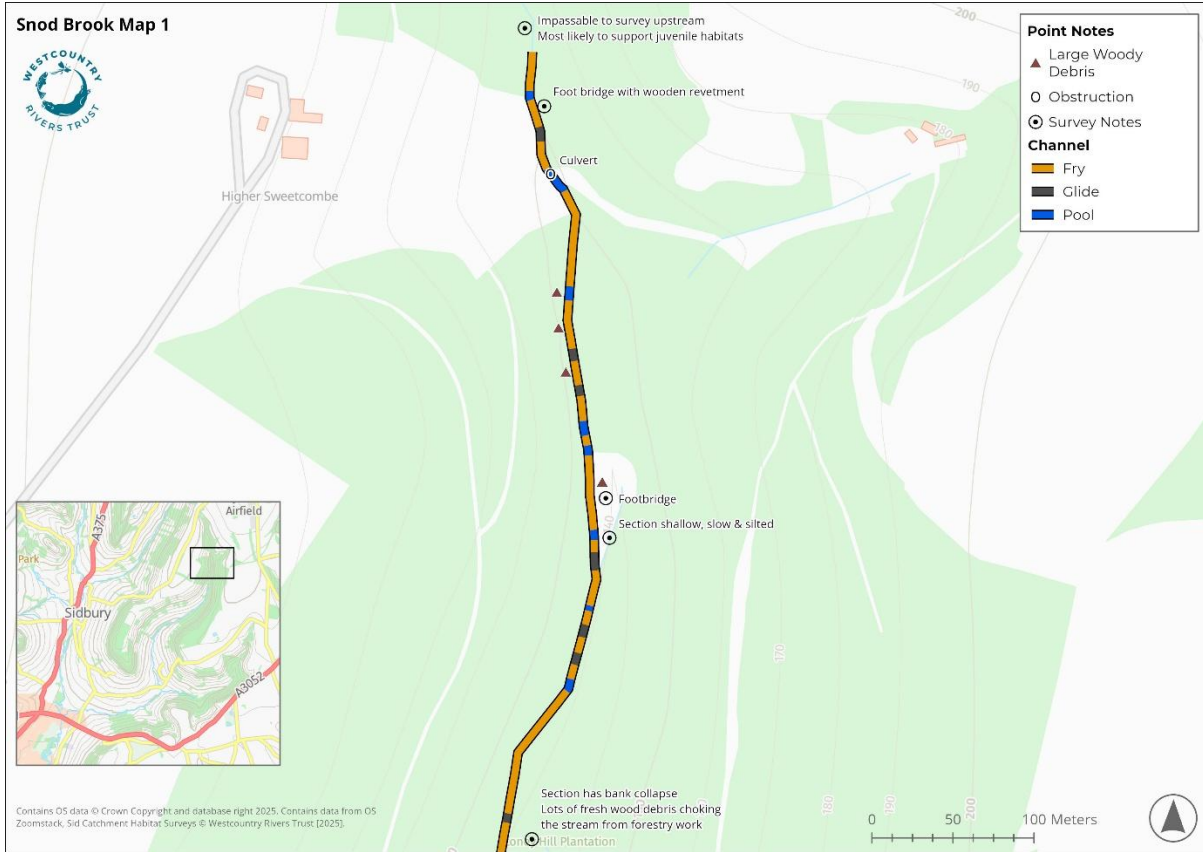 Snod Brook Map 1
WESTCOUNTRY
RIVERS TRUST
Impassable to survey upstream
Most likely to support juvenile habitats
Foot bridge with wooden revetment
Culvert
Higher Sweetcombe
200
190
180
Point Notes
Large Woody
Debris
Obstruction
Survey Notes
Channel
Fry
Glide
Pool
Footbridge
Section shallow, slow & silted
Airfield
A375
Park
Sidbury
A3052
170
180
190
200
Section has bank collapse
Lots of fresh wood debris choking
the stream from forestry work
Hill Plantation
Contains OS data © Crown Copyright and database right 2025. Contains data from OS
Zoomstack, Sid Catchment Habitat Surveys © Westcountry Rivers Trust [2025].
0 50 100 Meters